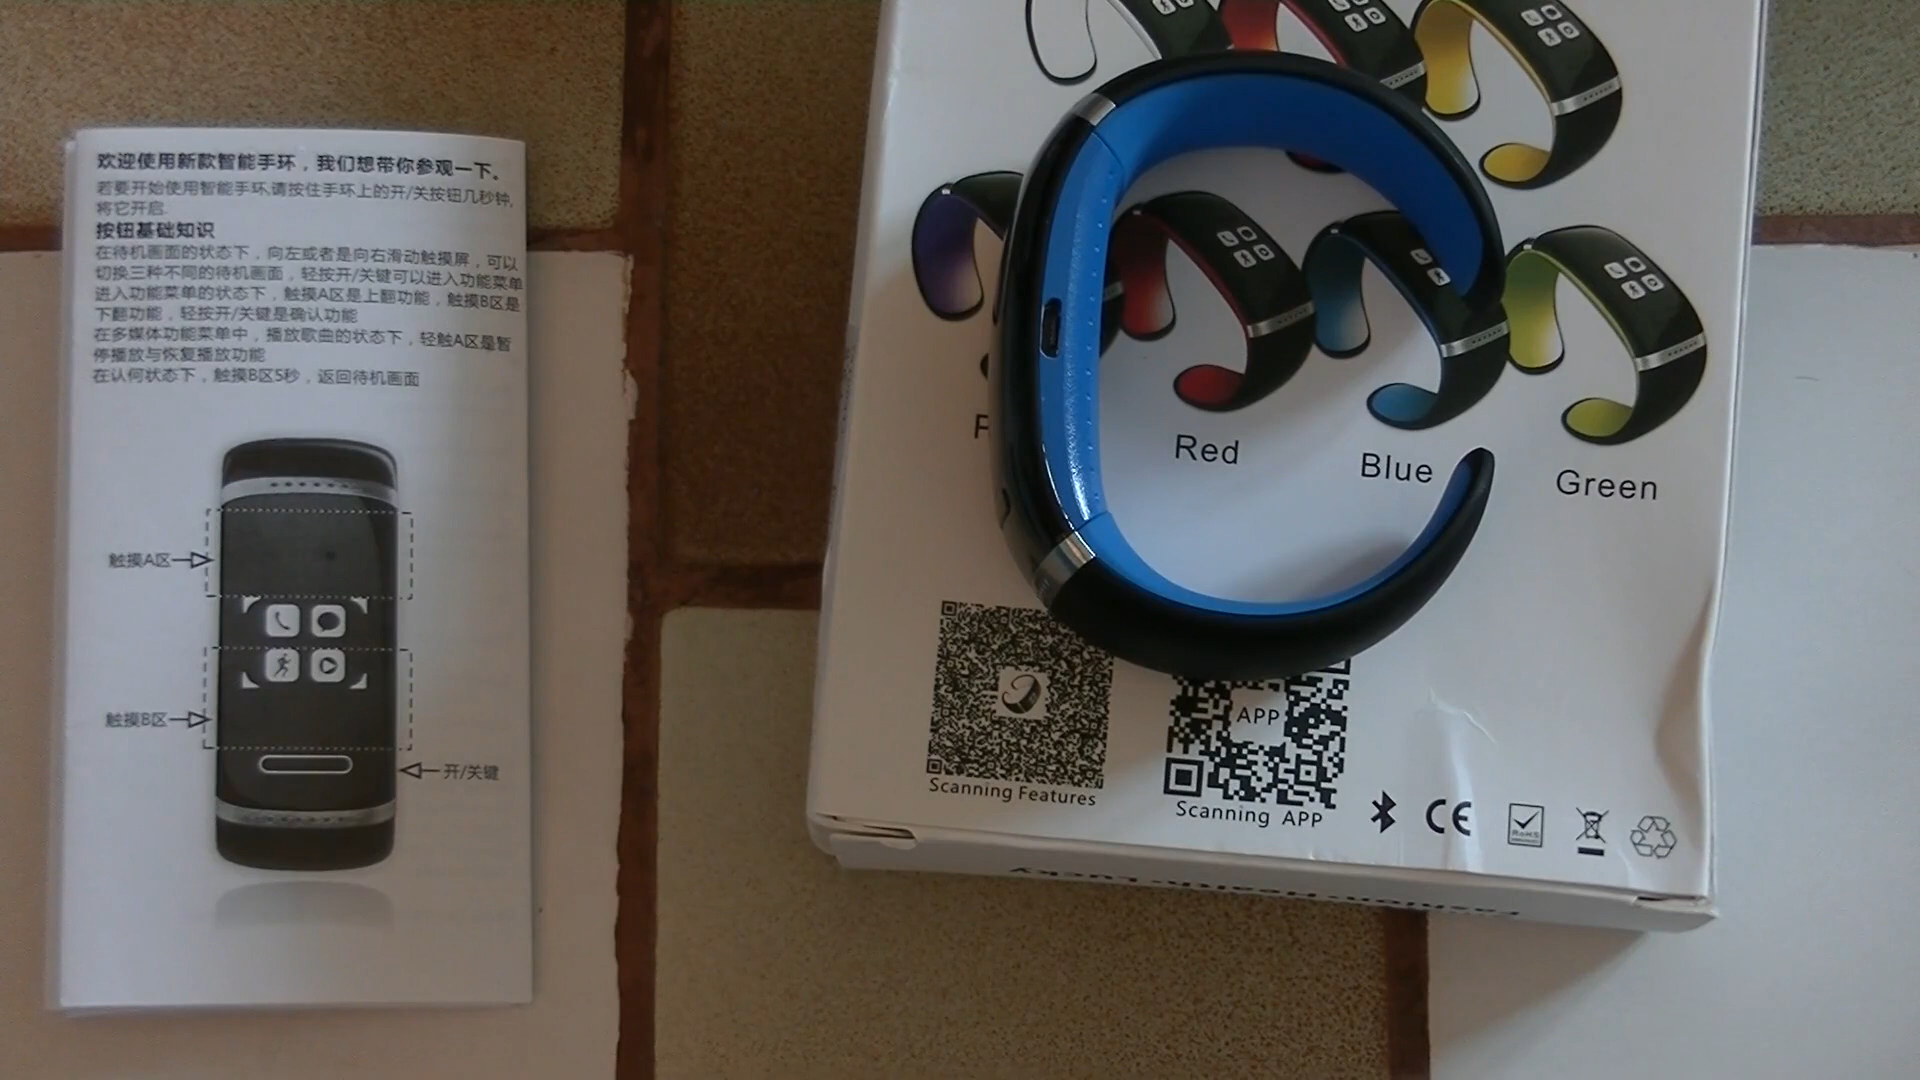 欢迎使用新款智能手环，我们想带你参观一下。
若要开始使用智能手环,请按住手环上的开/关按钮几秒钟,
将它开启.
按钮基础知识
在待机画面的状态下，向左或者是向右滑动触摸屏，可以
切换三种不同的待机画面，轻按开/关键可以进入功能菜单
进入功能菜单的状态下，触摸A区是上翻功能，触摸B区是
下翻功能，轻按开/关键是确认功能
在多媒体功能菜单中，播放歌曲的状态下，轻触A区是暂
停播放与恢复播放功能
在认何状态下，触摸B区5秒，返回待机画面
触摸A区
触摸B区
开/关键
Red
Blue
Green
APP
Scanning Features
Scanning APP
CE
RoHS
Fashion·Health·Lucky